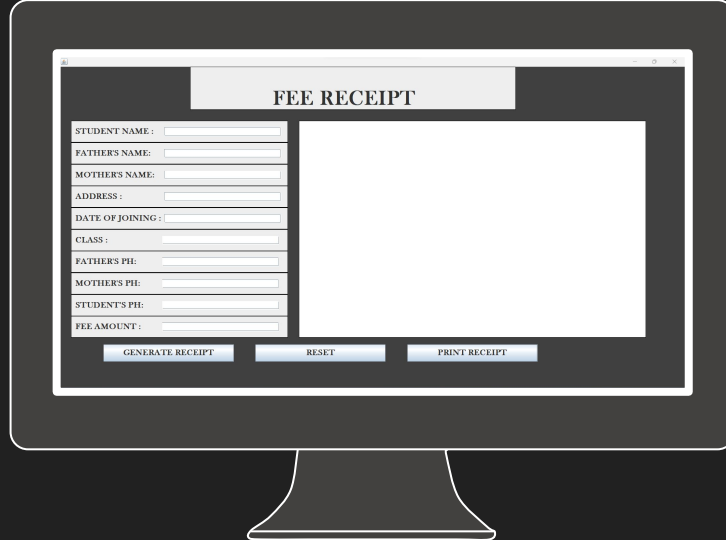 FEE RECEIPT
STUDENT NAME :
FATHER'S NAME:
MOTHER'S NAME:
ADDRESS :
DATE OF JOINING :
CLASS :
FATHER'S PH:
MOTHER'S PH:
STUDENT'S PH:
FEE AMOUNT :
GENERATE RECEIPT RESET PRINT RECEIPT